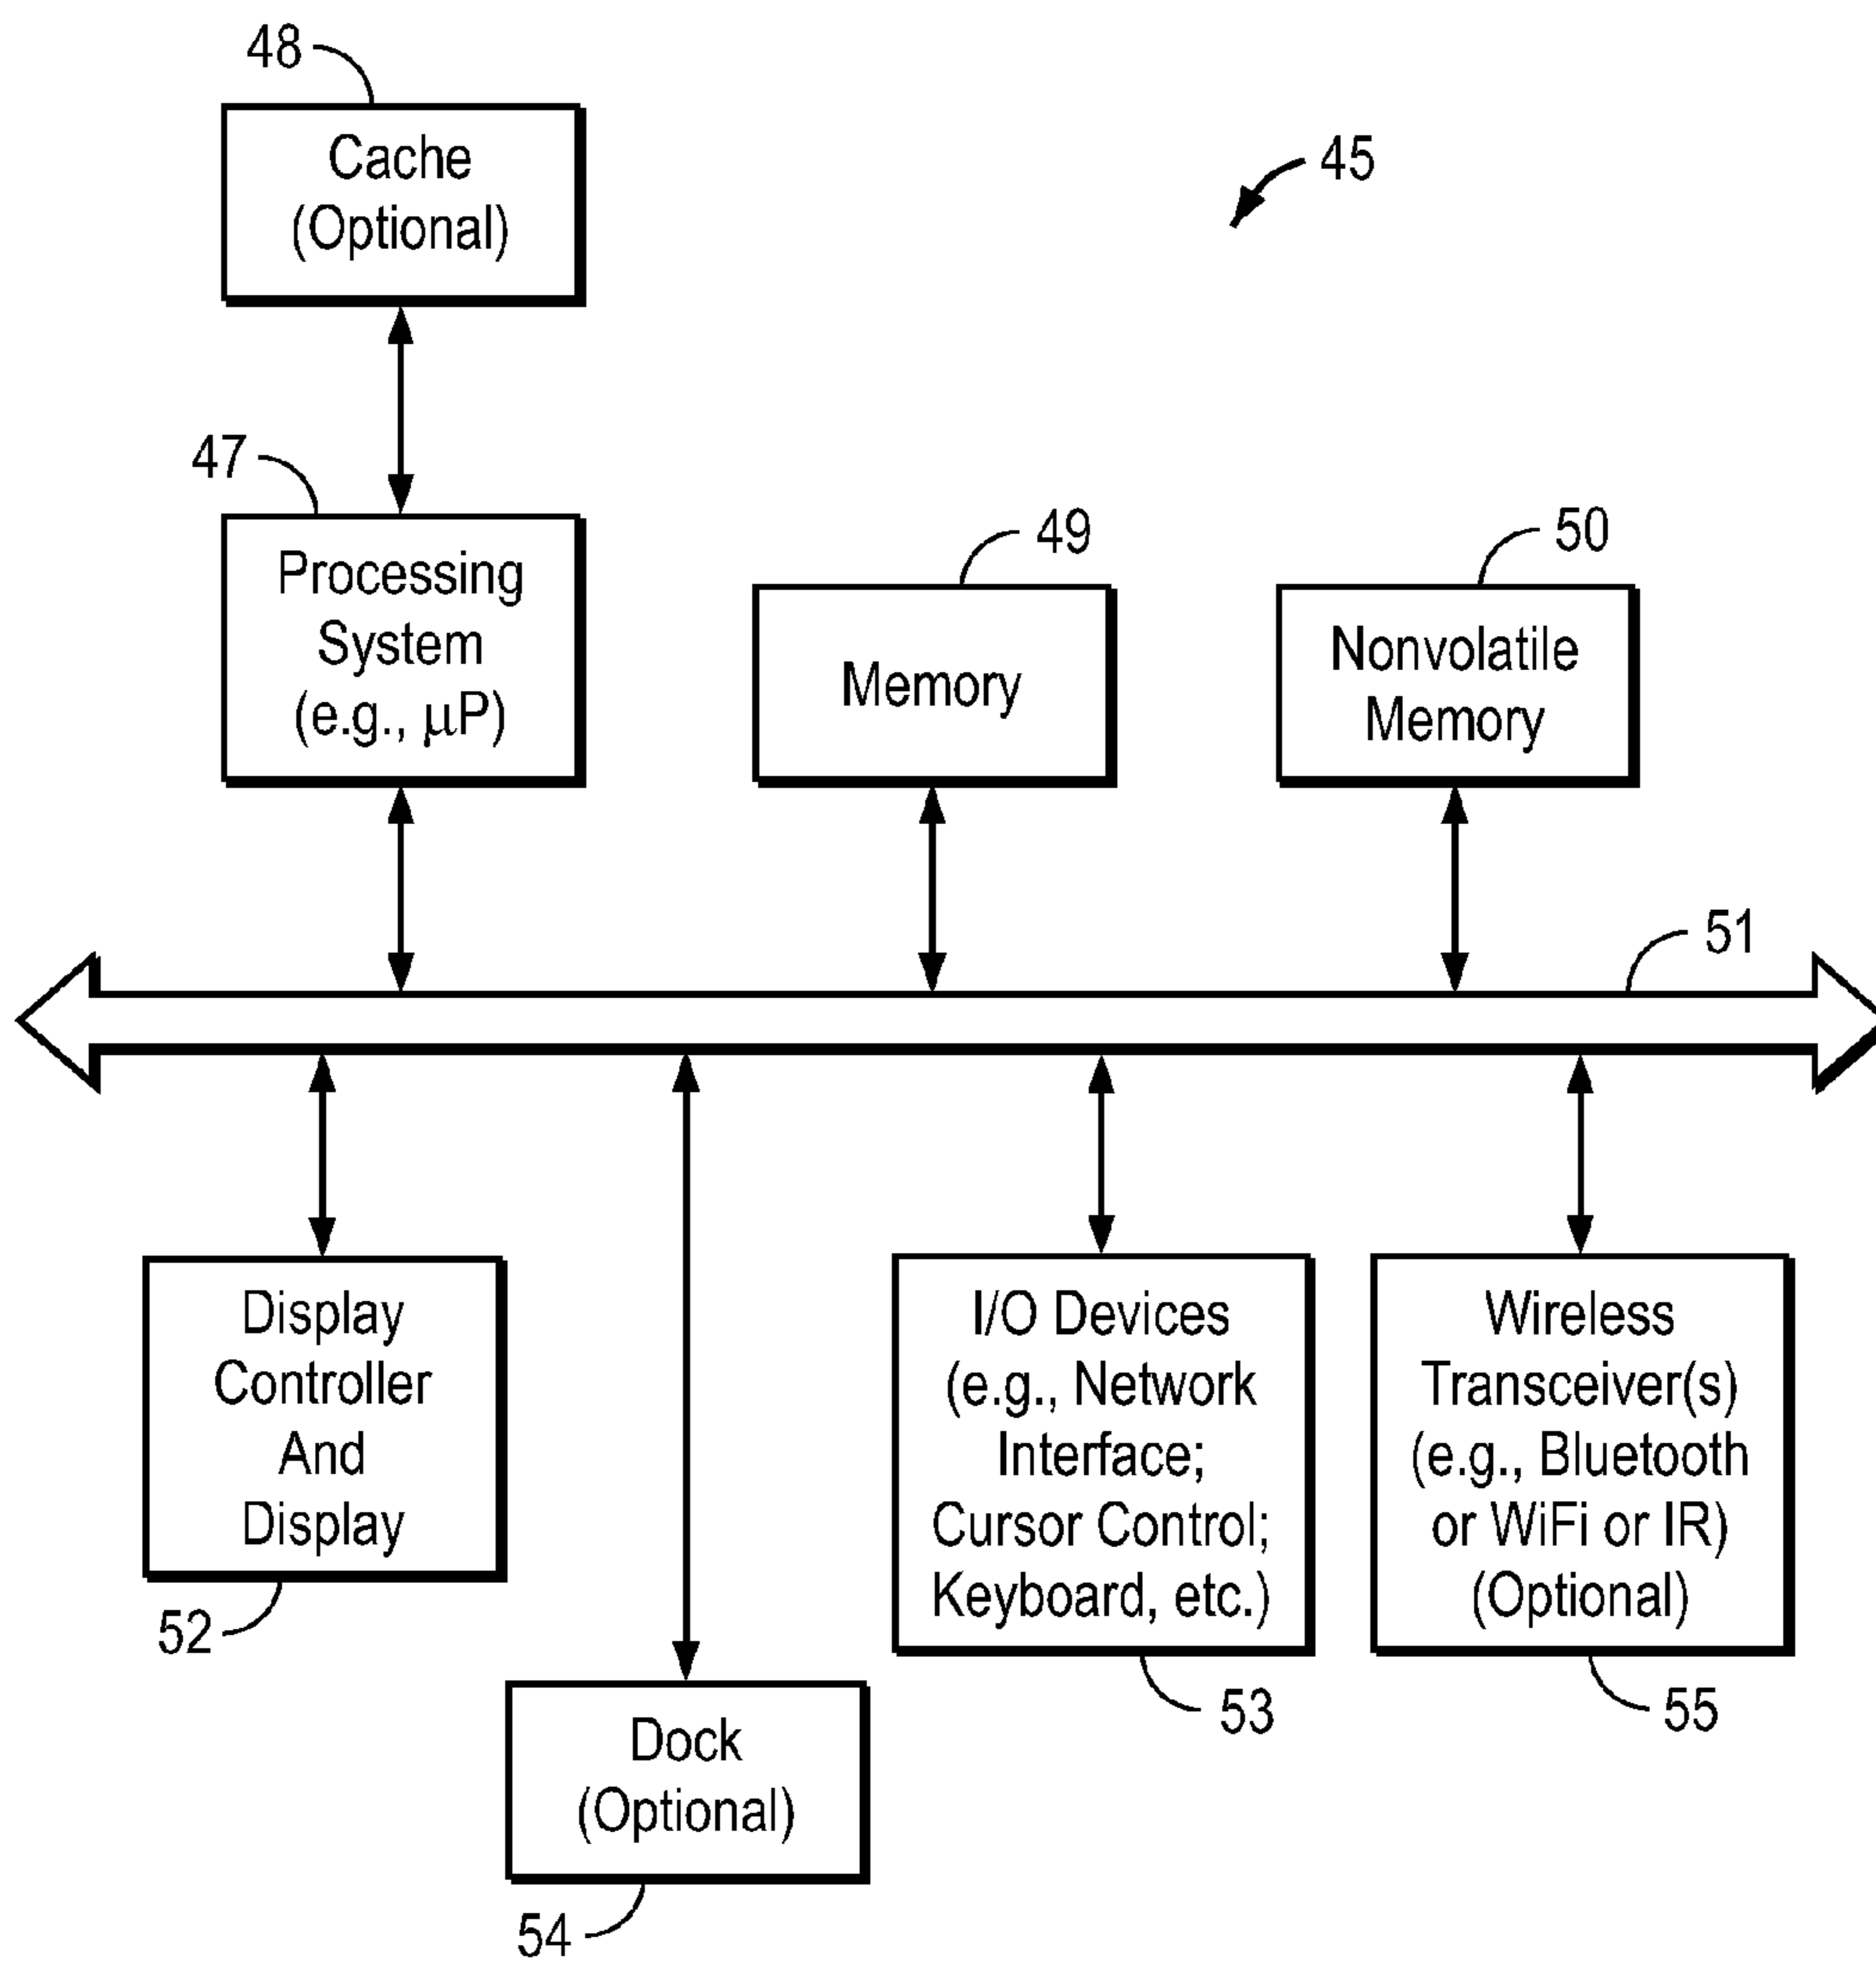 48
Cache
(Optional)
45
47
Processing
System
(e.g., µP)
49
Memory
50
Nonvolatile
Memory
51
Display
Controller
And
Display
52
Dock
(Optional)
54
I/O Devices
(e.g., Network
Interface;
Cursor Control;
Keyboard, etc.)
53
Wireless
Transceiver(s)
(e.g., Bluetooth
or WiFi or IR)
(Optional)
55